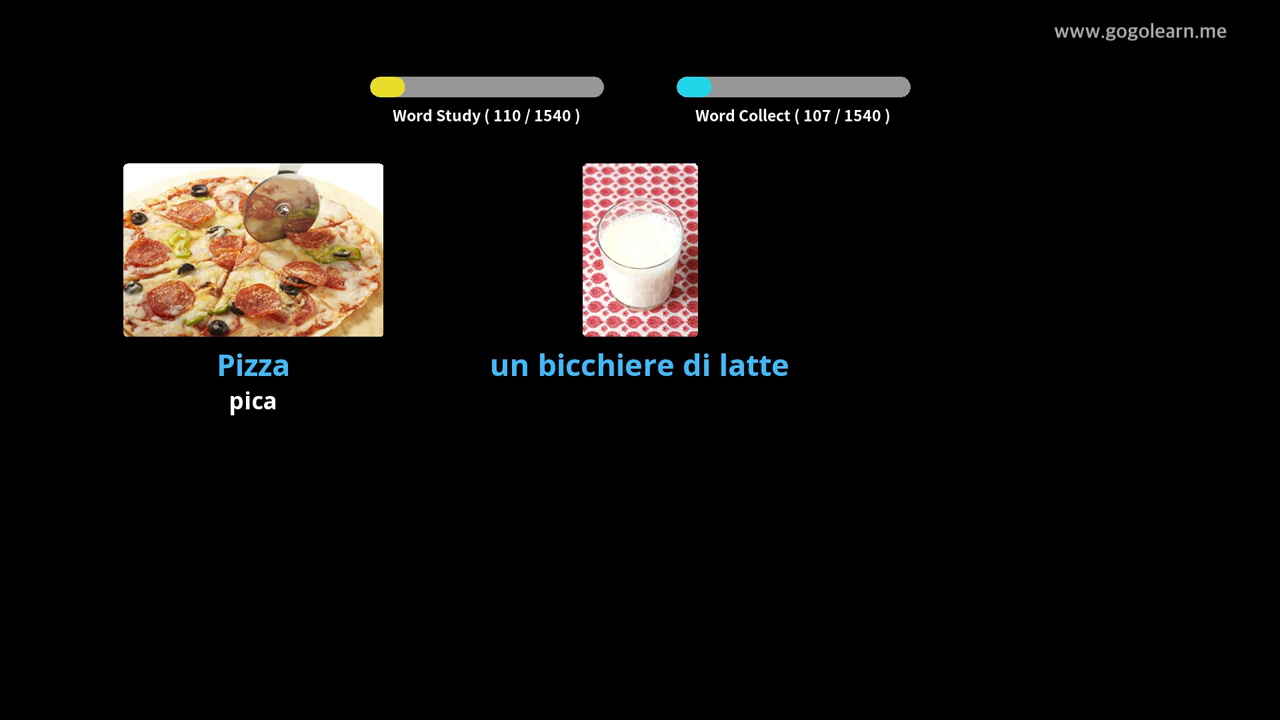 www.gogolearn.me
Word Study ( 110 / 1540 )
Word Collect ( 107 / 1540 )
Pizza
pica
un bicchiere di latte